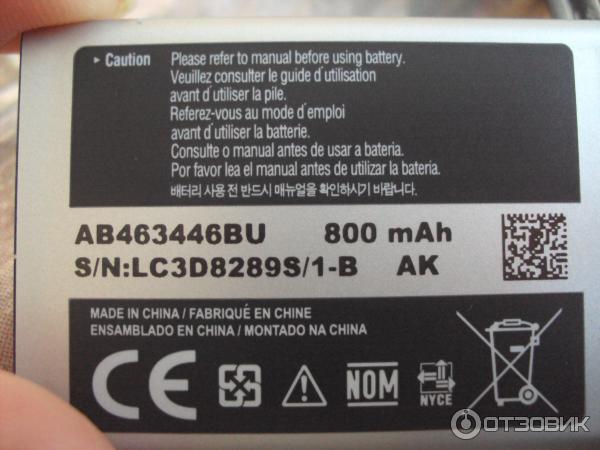 ▸ Caution
Please refer to manual before using battery.
Veuillez consulter le guide d'utilisation
avant d'utiliser la pile.
Referez-vous au mode d'emploi
avant d'utiliser la batterie.
Consulte o manual antes de usar a bateria.
Por favor lea el manual antes de utilizar la batería.
배터리 사용 전 반드시 매뉴얼을 확인하시기 바랍니다.
AB463446BU 800 mAh
S/N:LC3D8289S/1-B AK
MADE IN CHINA / FABRIQUÉ EN CHINE
ENSAMBLADO EN CHINA / MONTADO NA CHINA
CE
NOM
NYCE
ОТЗОВИК